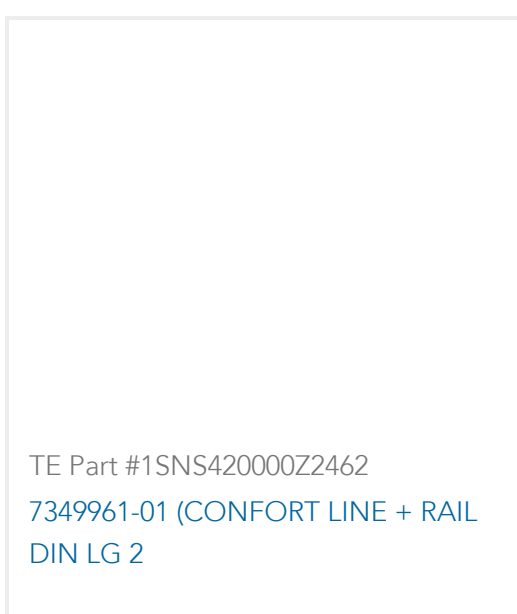 TE Part #1SNS420000Z2462
7349961-01 (CONFORT LINE + RAIL
DIN LG 2